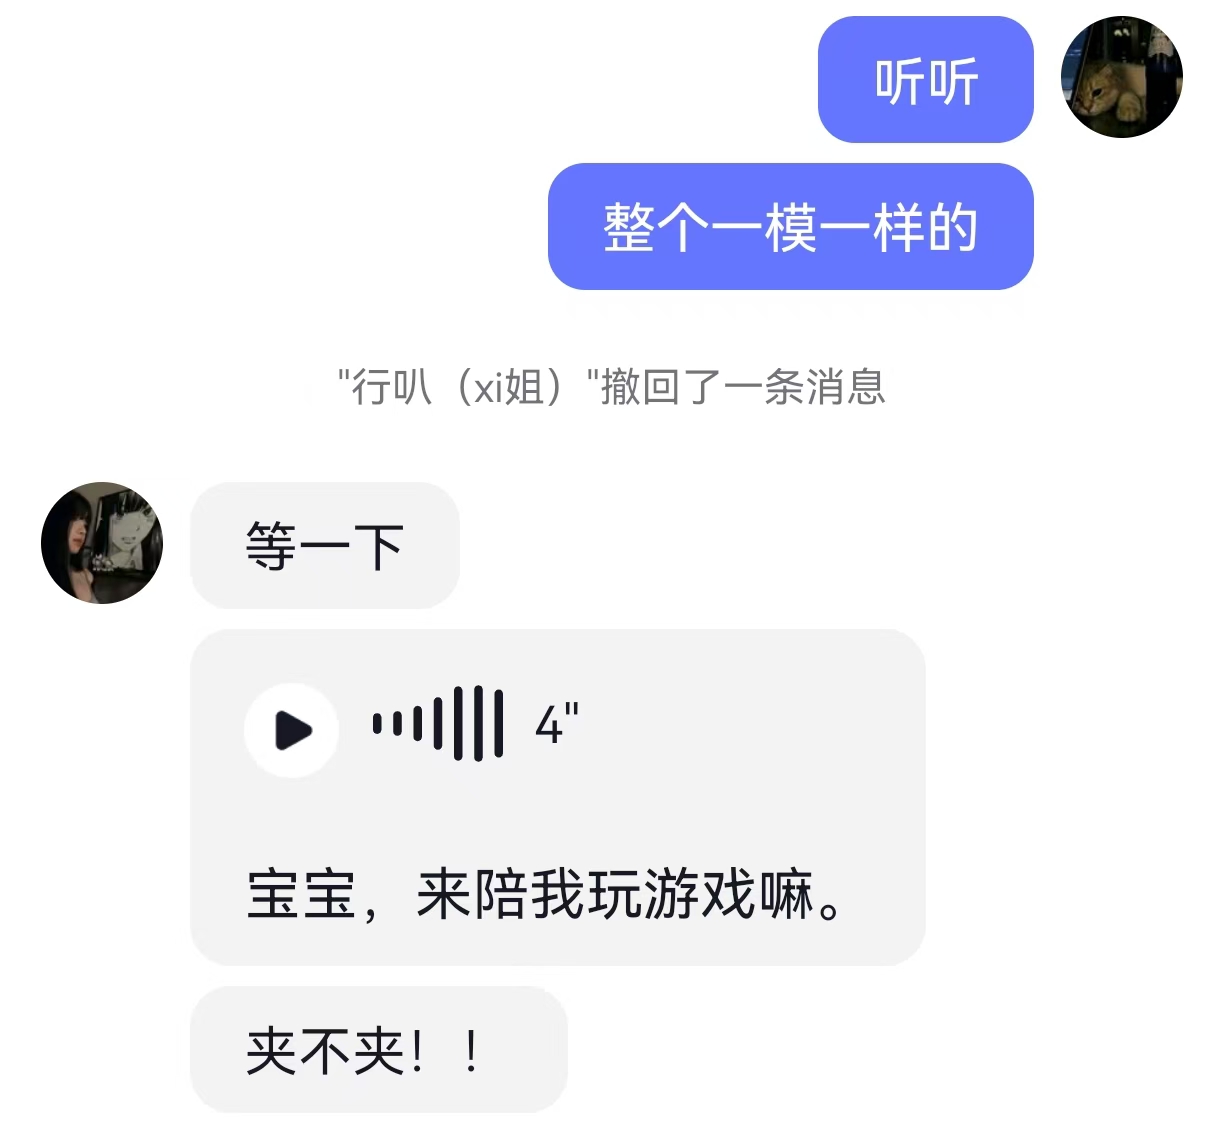 听听
整个一模一样的
"行叭（xi姐）"撤回了一条消息
等一下
4"
宝宝，来陪我玩游戏嘛。
夹不夹！！